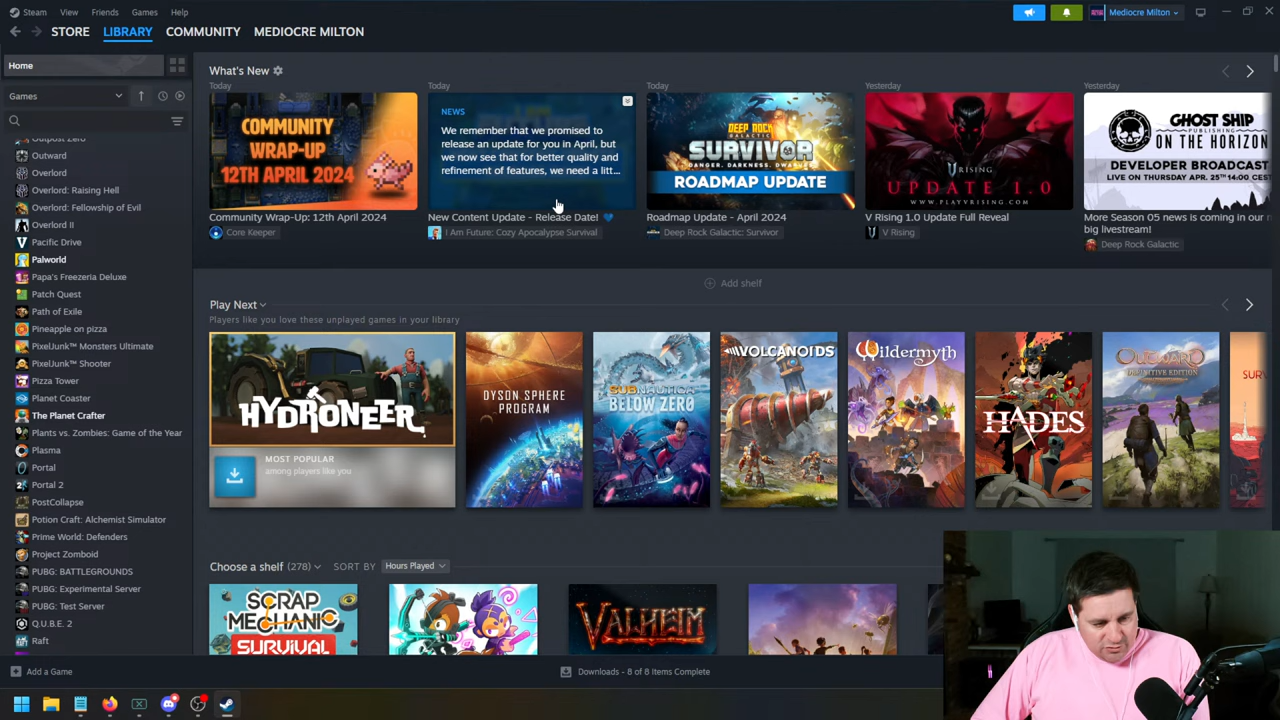 Steam View Friends Games Help
Mediocre Milton
STORE LIBRARY COMMUNITY MEDIOCRE MILTON
Home
Games
Outpost Zero
Outward
Overlord
Overlord: Raising Hell
Overlord: Fellowship of Evil
Overlord II
Pacific Drive
Palworld
Papa's Freezeria Deluxe
Patch Quest
Path of Exile
Pineapple on pizza
PixelJunk™ Monsters Ultimate
PixelJunk™ Shooter
Pizza Tower
Planet Coaster
The Planet Crafter
Plants vs. Zombies: Game of the Year
Plasma
Portal
Portal 2
PostCollapse
Potion Craft: Alchemist Simulator
Prime World: Defenders
Project Zomboid
PUBG: BATTLEGROUNDS
PUBG: Experimental Server
PUBG: Test Server
Q.U.B.E. 2
Raft
Add a Game
What's New
Today
COMMUNITY
WRAP-UP
12TH APRIL 2024
Community Wrap-Up: 12th April 2024
Core Keeper
Today
NEWS
We remember that we promised to
release an update for you in April, but
we now see that for better quality and
refinement of features, we need a litt...
New Content Update - Release Date! 💙
I Am Future: Cozy Apocalypse Survival
Today
DEEP ROCK
GALACTIC
SURVIVOR
DANGER. DARKNESS. DWARVES.
ROADMAP UPDATE
Roadmap Update - April 2024
Deep Rock Galactic: Survivor
Yesterday
V RISING
UPDATE 1.0
WWW.PLAYVRISING.COM
V Rising 1.0 Update Full Reveal
V Rising
Yesterday
GHOST SHIP
PUBLISHING
ON THE HORIZON
DEVELOPER BROADCAST
LIVE ON THURSDAY APR. 25TH 14.00 CEST
More Season 05 news is coming in our n
big livestream!
Deep Rock Galactic
Add shelf
Play Next
Players like you love these unplayed games in your library
HYDRONEER
MOST POPULAR
among players like you
DYSON SPHERE
PROGRAM
SUBNAUTICA
BELOW ZERO
VOLCANOIDS
Wildermyth
HADES
OUTWARD
DEFINITIVE EDITION
SUR
Choose a shelf (278) SORT BY Hours Played
SCRAP
MECHANIC
SURVIVAL
VALHEIM
Downloads - 8 of 8 Items Complete